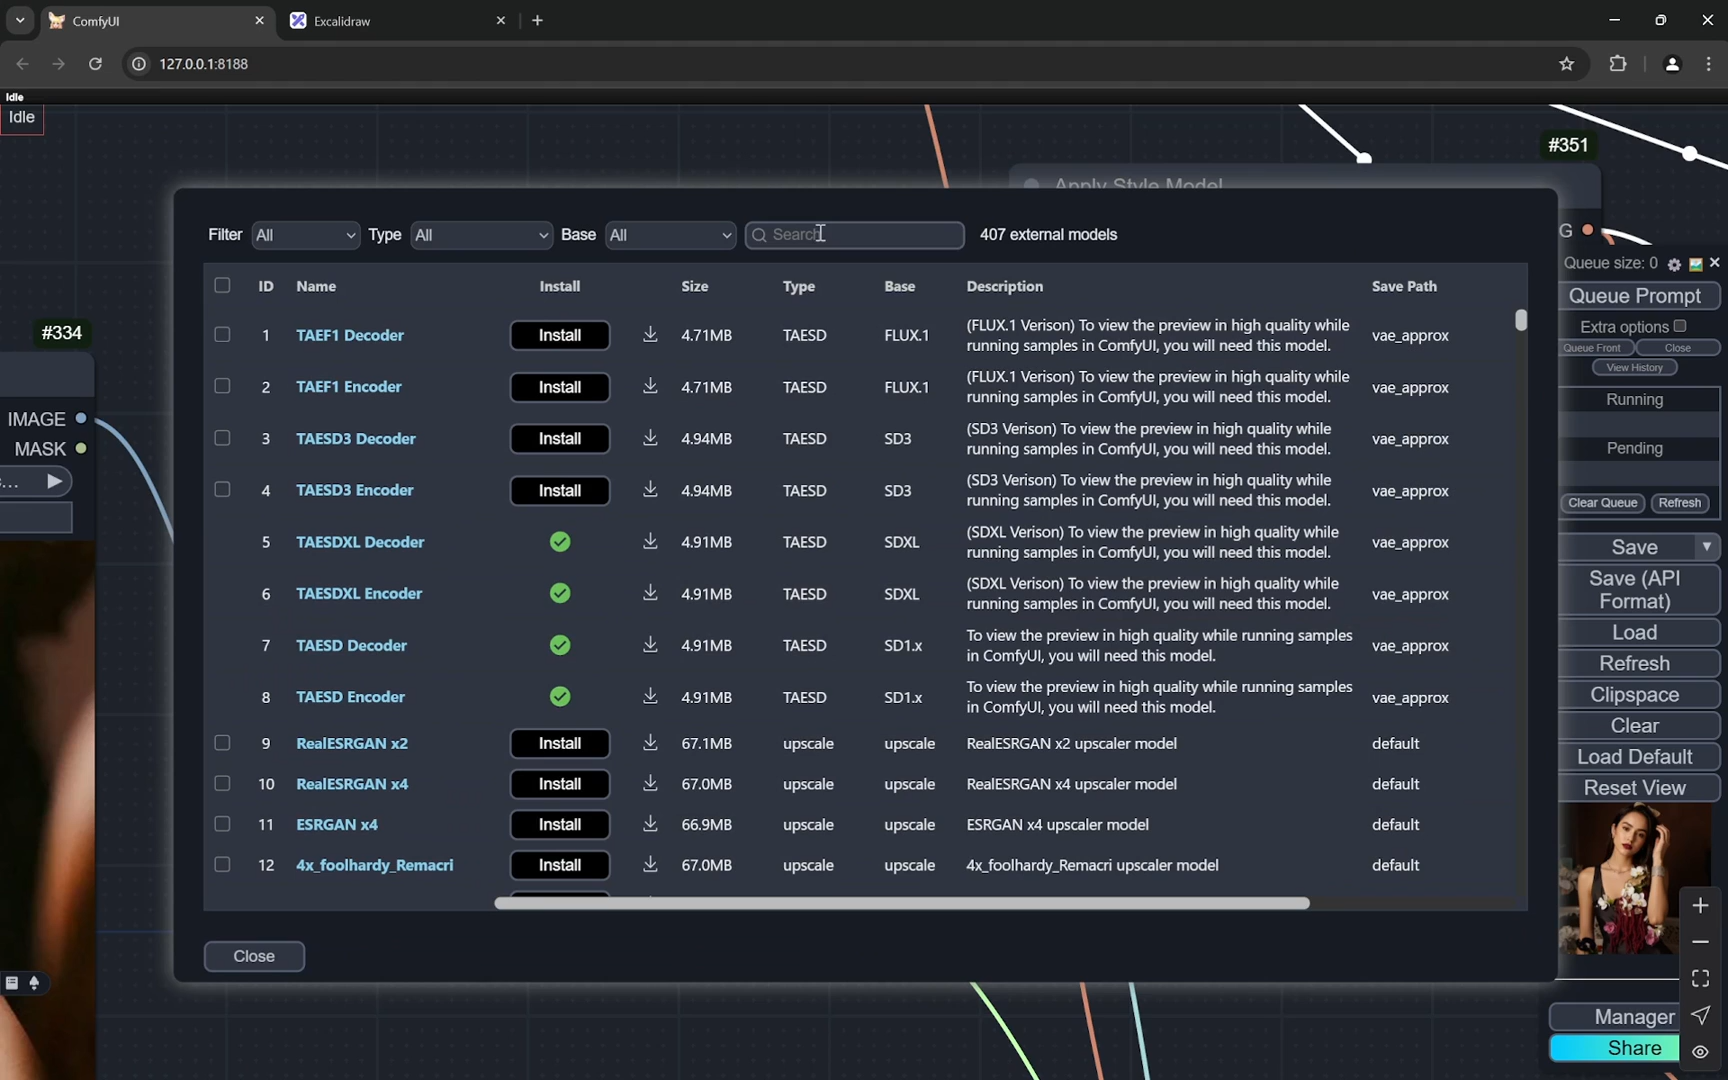 ComfyUI
Excalidraw
127.0.0.1:8188
Idle
Idle
#351
Apply Style Model
G
#334
IMAGE
MASK
...
Filter All Type All Base All Search 407 external models
ID Name Install Size Type Base Description Save Path
1 TAEF1 Decoder Install 4.71MB TAESD FLUX.1 (FLUX.1 Verison) To view the preview in high quality while
running samples in ComfyUI, you will need this model. vae_approx
2 TAEF1 Encoder Install 4.71MB TAESD FLUX.1 (FLUX.1 Verison) To view the preview in high quality while
running samples in ComfyUI, you will need this model. vae_approx
3 TAESD3 Decoder Install 4.94MB TAESD SD3 (SD3 Verison) To view the preview in high quality while
running samples in ComfyUI, you will need this model. vae_approx
4 TAESD3 Encoder Install 4.94MB TAESD SD3 (SD3 Verison) To view the preview in high quality while
running samples in ComfyUI, you will need this model. vae_approx
5 TAESDXL Decoder 4.91MB TAESD SDXL (SDXL Verison) To view the preview in high quality while
running samples in ComfyUI, you will need this model. vae_approx
6 TAESDXL Encoder 4.91MB TAESD SDXL (SDXL Verison) To view the preview in high quality while
running samples in ComfyUI, you will need this model. vae_approx
7 TAESD Decoder 4.91MB TAESD SD1.x To view the preview in high quality while running samples
in ComfyUI, you will need this model. vae_approx
8 TAESD Encoder 4.91MB TAESD SD1.x To view the preview in high quality while running samples
in ComfyUI, you will need this model. vae_approx
9 RealESRGAN x2 Install 67.1MB upscale upscale RealESRGAN x2 upscaler model default
10 RealESRGAN x4 Install 67.0MB upscale upscale RealESRGAN x4 upscaler model default
11 ESRGAN x4 Install 66.9MB upscale upscale ESRGAN x4 upscaler model default
12 4x_foolhardy_Remacri Install 67.0MB upscale upscale 4x_foolhardy_Remacri upscaler model default
Close
Queue size: 0
Queue Prompt
Extra options
Queue Front Close
View History
Running
Pending
Clear Queue Refresh
Save
Save (API
Format)
Load
Refresh
Clipspace
Clear
Load Default
Reset View
Manager
Share